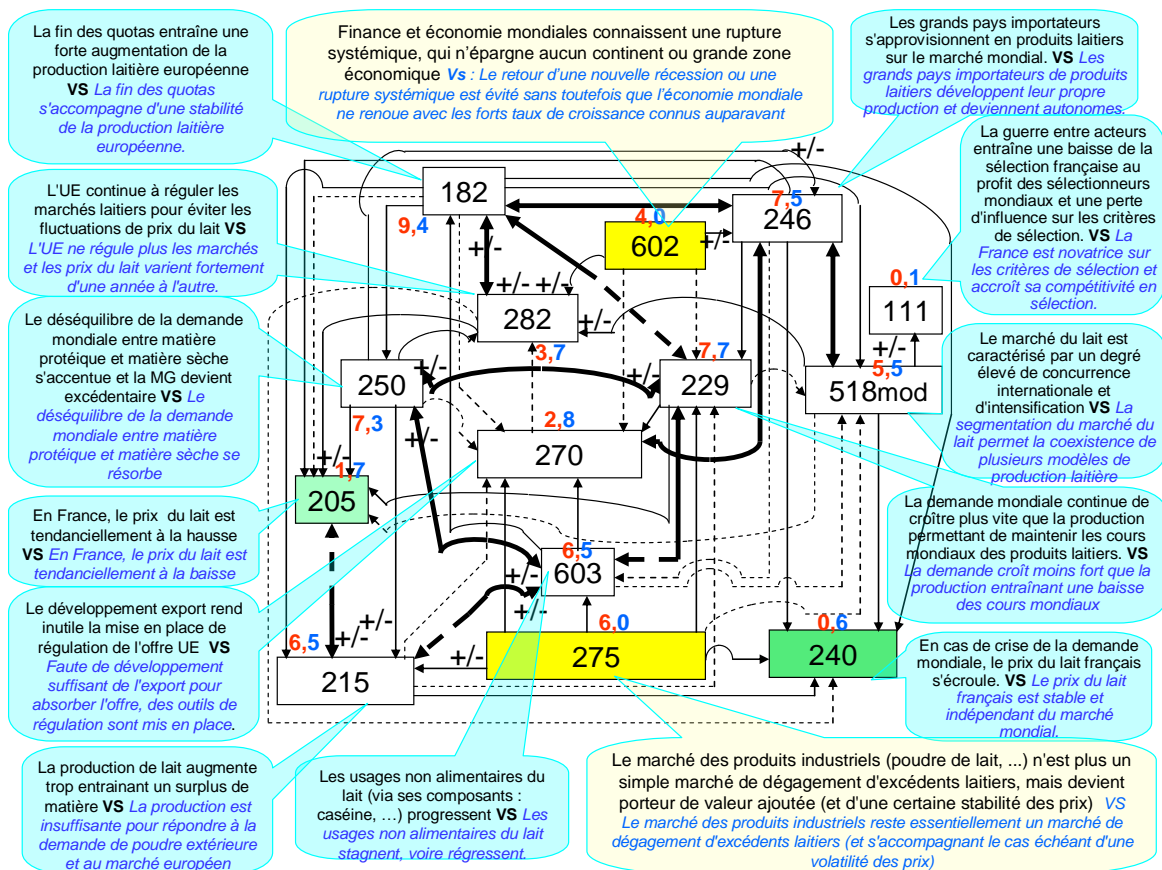 La fin des quotas entraîne une
forte augmentation de la
production laitière européenne
VS La fin des quotas
s'accompagne d'une stabilité
de la production laitière
européenne.
Finance et économie mondiales connaissent une rupture
systémique, qui n'épargne aucun continent ou grande zone
économique Vs : Le retour d'une nouvelle récession ou une
rupture systémique est évité sans toutefois que l'économie mondiale
ne renoue avec les forts taux de croissance connus auparavant
Les grands pays importateurs
s'approvisionnent en produits laitiers
sur le marché mondial. VS Les
grands pays importateurs de produits
laitiers développent leur propre
production et deviennent autonomes.
La guerre entre acteurs
entraîne une baisse de la
sélection française au
profit des sélectionneurs
mondiaux et une perte
d'influence sur les critères
de sélection. VS La
France est novatrice sur
les critères de sélection et
accroît sa compétitivité en
sélection.
L'UE continue à réguler les
marchés laitiers pour éviter les
fluctuations de prix du lait VS
L'UE ne régule plus les marchés
et les prix du lait varient fortement
d'une année à l'autre.
Le déséquilibre de la demande
mondiale entre matière
protéique et matière sèche
s'accentue et la MG devient
excédentaire VS Le
déséquilibre de la demande
mondiale entre matière
protéique et matière sèche se
résorbe
En France, le prix du lait est
tendanciellement à la hausse
VS En France, le prix du lait est
tendanciellement à la baisse
Le développement export rend
inutile la mise en place de
régulation de l'offre UE VS
Faute de développement
suffisant de l'export pour
absorber l'offre, des outils de
régulation sont mis en place.
La production de lait augmente
trop entrainant un surplus de
matière VS La production est
insuffisante pour répondre à la
demande de poudre extérieure
et au marché européen
+/-
182
9,4
7,5
246
4,0
602
+/-
+/-
+/- +/-
282
3,7
+/-
0,1
111
+/-
5,5
518mod
7,7
229
+/-
250
+/-
7,3
2,8
270
+/-
1,7
205
6,5
603
+/-
+/-
+/-
+/-
6,5
215
+/-
6,0
275
0,6
240
Le marché du lait est
caractérisé par un degré
élevé de concurrence
internationale et
d'intensification VS La
segmentation du marché du
lait permet la coexistence de
plusieurs modèles de
production laitière
La demande mondiale continue de
croître plus vite que la production
permettant de maintenir les cours
mondiaux des produits laitiers. VS
La demande croît moins fort que la
production entraînant une baisse
des cours mondiaux
En cas de crise de la demande
mondiale, le prix du lait français
s'écroule. VS Le prix du lait
français est stable et
indépendant du marché
mondial.
Les usages non alimentaires du
lait (via ses composants :
caséine, …) progressent VS Les
usages non alimentaires du lait
stagnent, voire régressent.
Le marché des produits industriels (poudre de lait, ...) n'est plus un
simple marché de dégagement d'excédents laitiers, mais devient
porteur de valeur ajoutée (et d'une certaine stabilité des prix) VS
Le marché des produits industriels reste essentiellement un marché de
dégagement d'excédents laitiers (et s'accompagnant le cas échéant d'une
volatilité des prix)